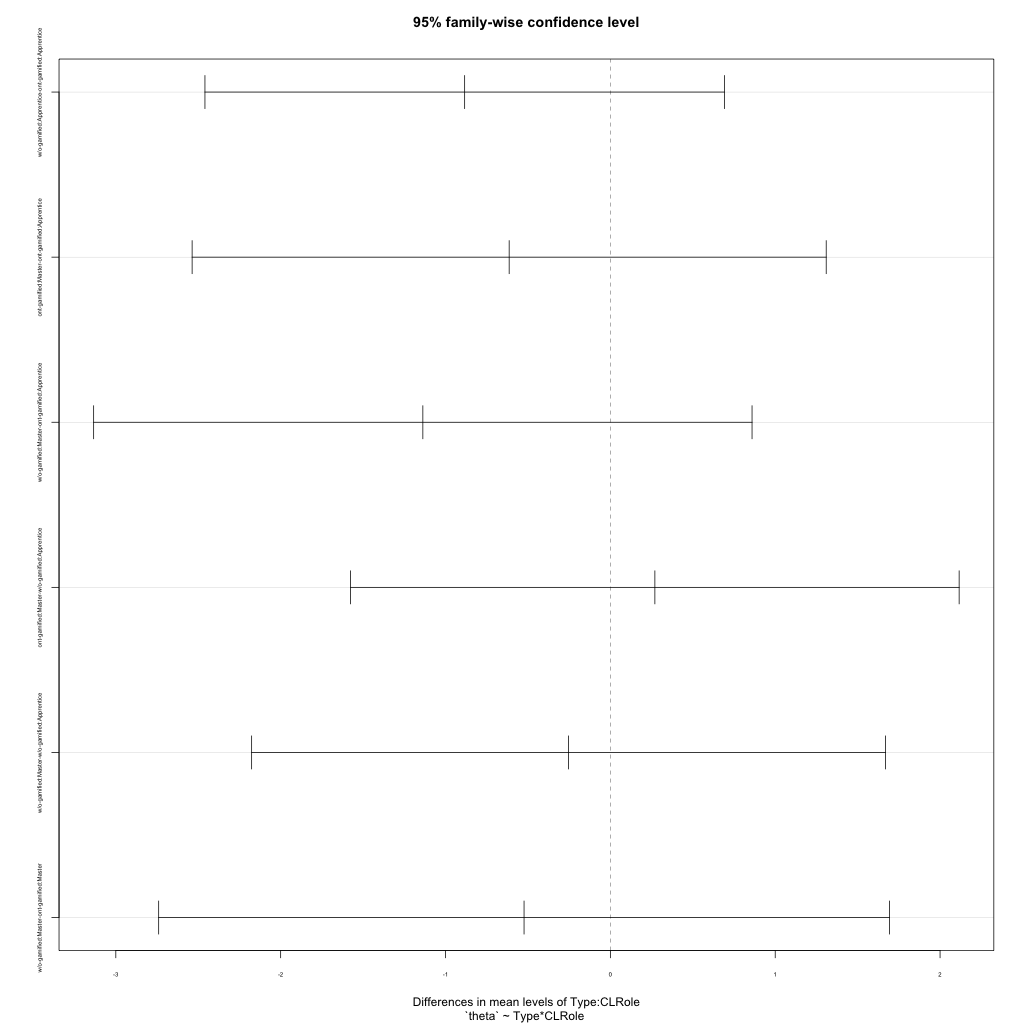 95% family-wise confidence level
w/o-gamified:Apprentice-ont-gamified:Apprentice
ont-gamified:Master-ont-gamified:Apprentice
w/o-gamified:Master-ont-gamified:Apprentice
ont-gamified:Master-w/o-gamified:Apprentice
w/o-gamified:Master-w/o-gamified:Apprentice
w/o-gamified:Master-ont-gamified:Master
-3 -2 -1 0 1 2
Differences in mean levels of Type:CLRole
`theta` ~ Type*CLRole